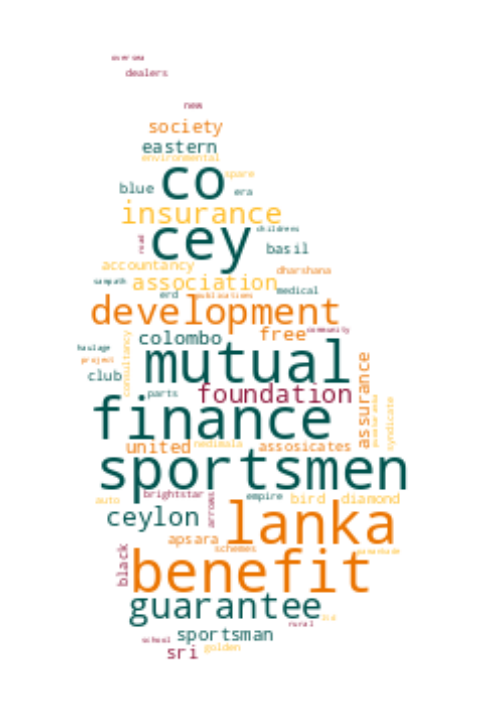 dealers
new
society
eastern
environmental
co spare
blue era
insurance
cey childrens
road basil
accountancy dharshana
sampath association medical
erd publications
development
colombo free community
haulage mutual
project consultancy
club parts foundation assurance
finance syndicate
united nedimala assosicates
sportsmen
auto brightstar empire bird diamond
ceylon arrows lanka
apsara schemes
black benefit
guarantee ltd
rural
school sportsman
sri golden